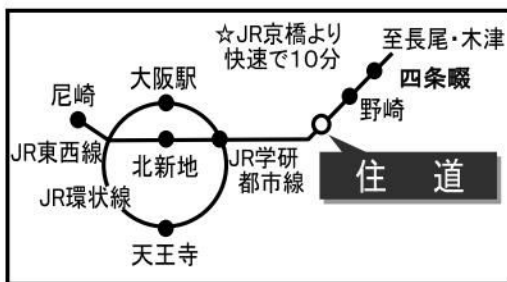 ☆JR京橋より
快速で10分
至長尾・木津
四条畷
野崎
大阪駅
尼崎
JR東西線
北新地
JR学研
都市線
住 道
JR環状線
天王寺